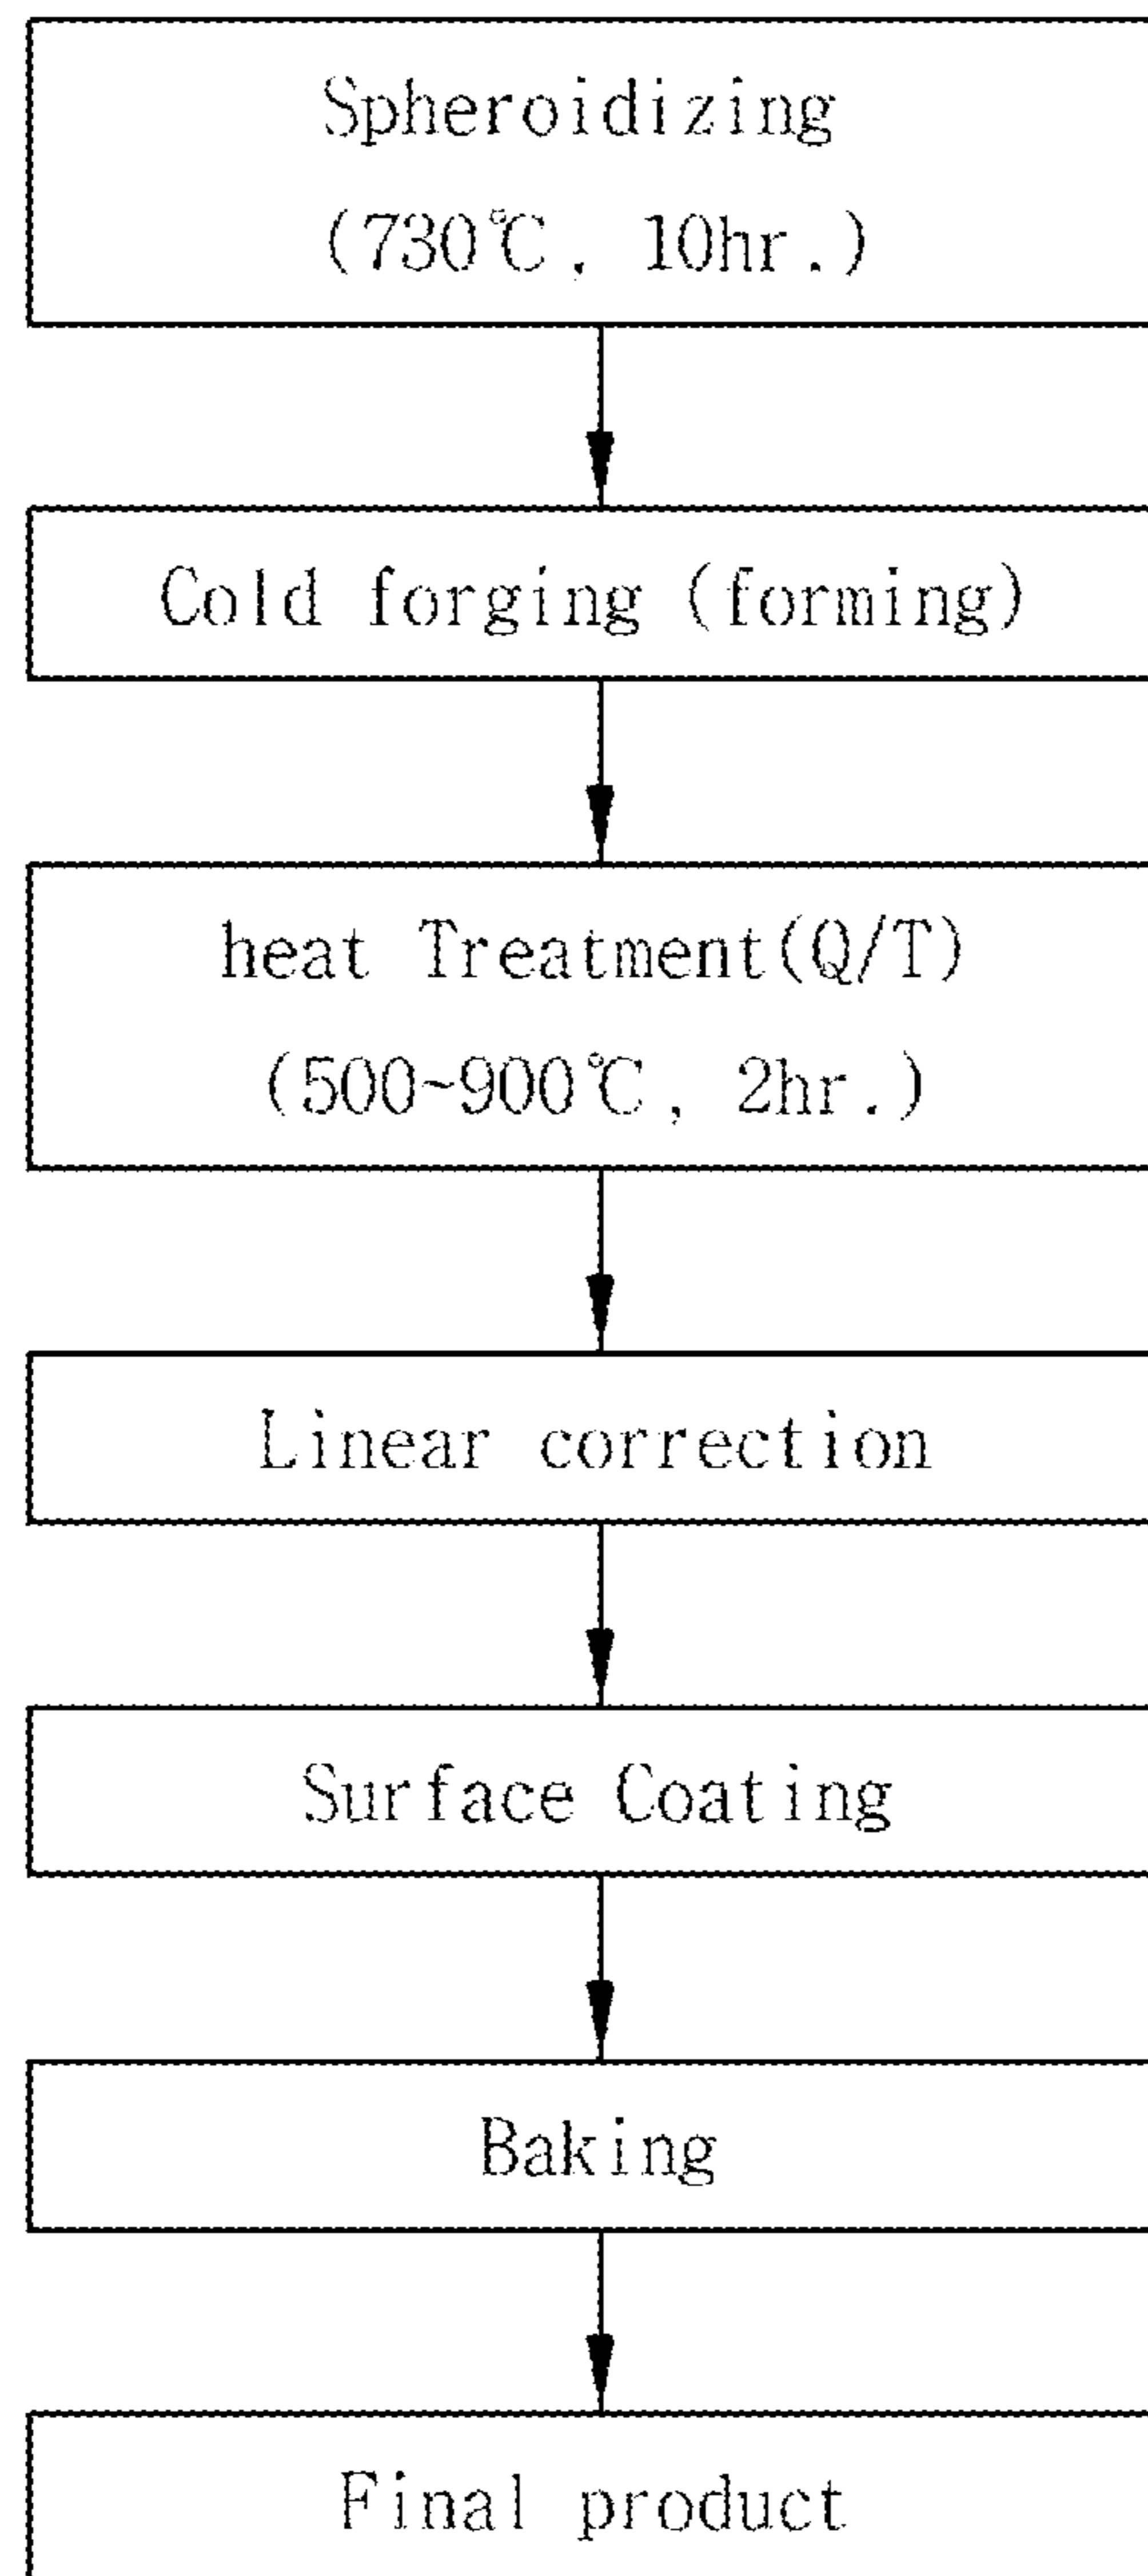 Spheroidizing
(730℃, 10hr.)
Cold forging (forming)
heat Treatment(Q/T)
(500~900℃, 2hr.)
Linear correction
Surface Coating
Baking
Final product